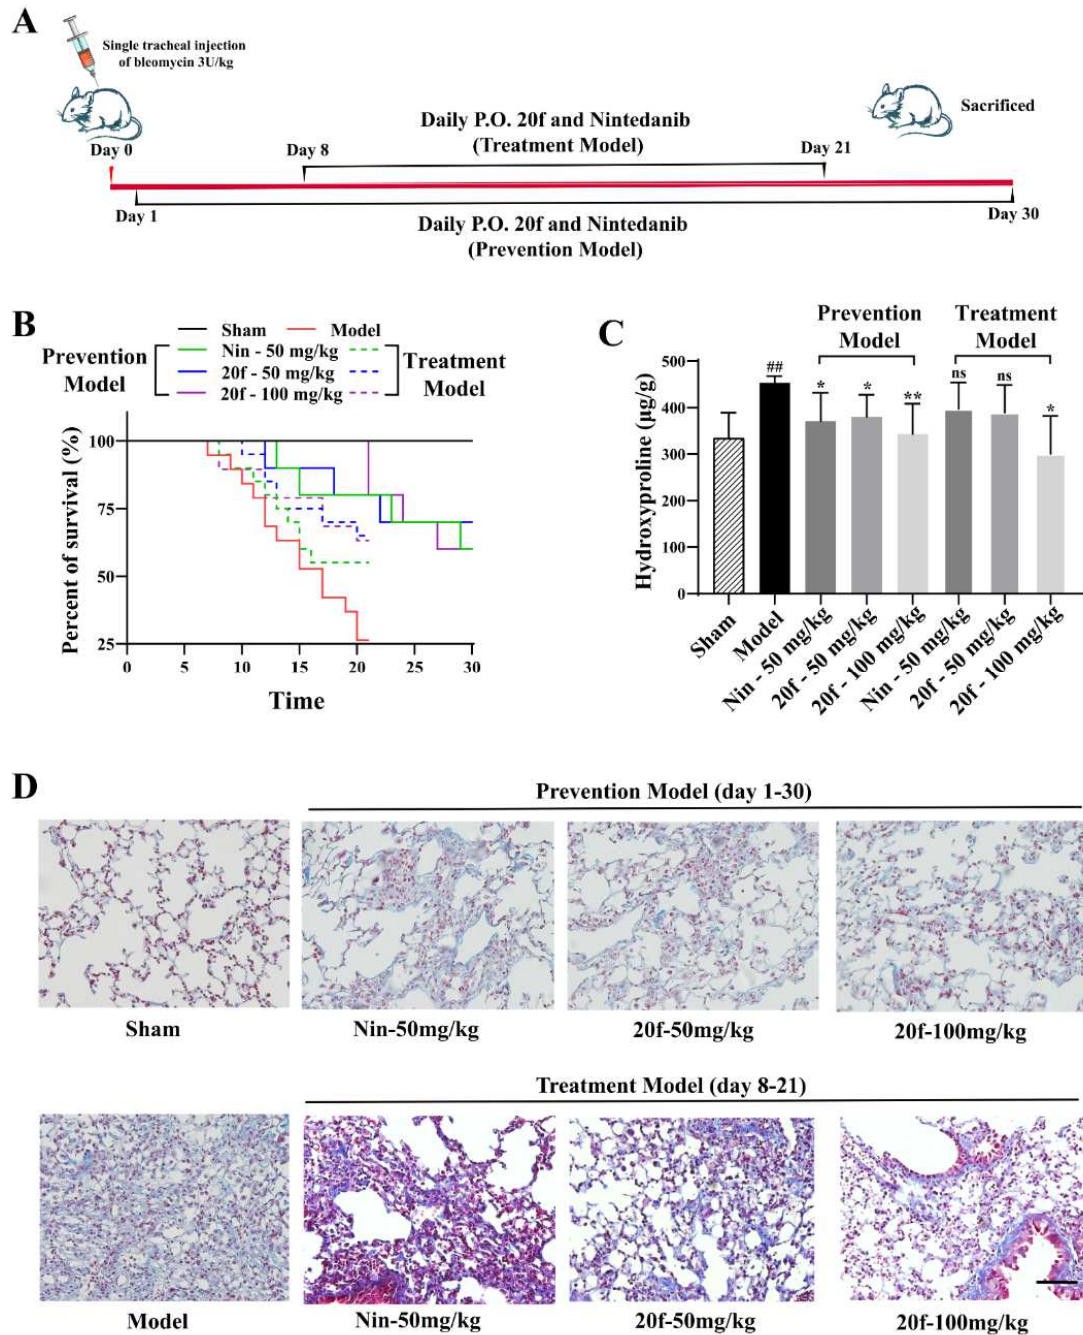 A
Single tracheal injection
of bleomycin 3U/kg
Sacrificed
Daily P.O. 20f and Nintedanib
(Treatment Model)
Day 0
Day 8
Day 21
Day 1
Daily P.O. 20f and Nintedanib
(Prevention Model)
Day 30
B
Sham
Model
Prevention
Model
Nin - 50 mg/kg
20f - 50 mg/kg
20f - 100 mg/kg
Treatment
Model
Percent of survival (%)
100
75
50
25
0 5 10 15 20 25 30
Time
C
Prevention
Model
Treatment
Model
Hydroxyproline (µg/g)
500
400
300
200
100
0
## * * ** ns ns *
Sham
Model
Nin - 50 mg/kg
20f - 50 mg/kg
20f - 100 mg/kg
Nin - 50 mg/kg
20f - 50 mg/kg
20f - 100 mg/kg
D
Prevention Model (day 1-30)
Sham
Nin-50mg/kg
20f-50mg/kg
20f-100mg/kg
Treatment Model (day 8-21)
Model
Nin-50mg/kg
20f-50mg/kg
20f-100mg/kg